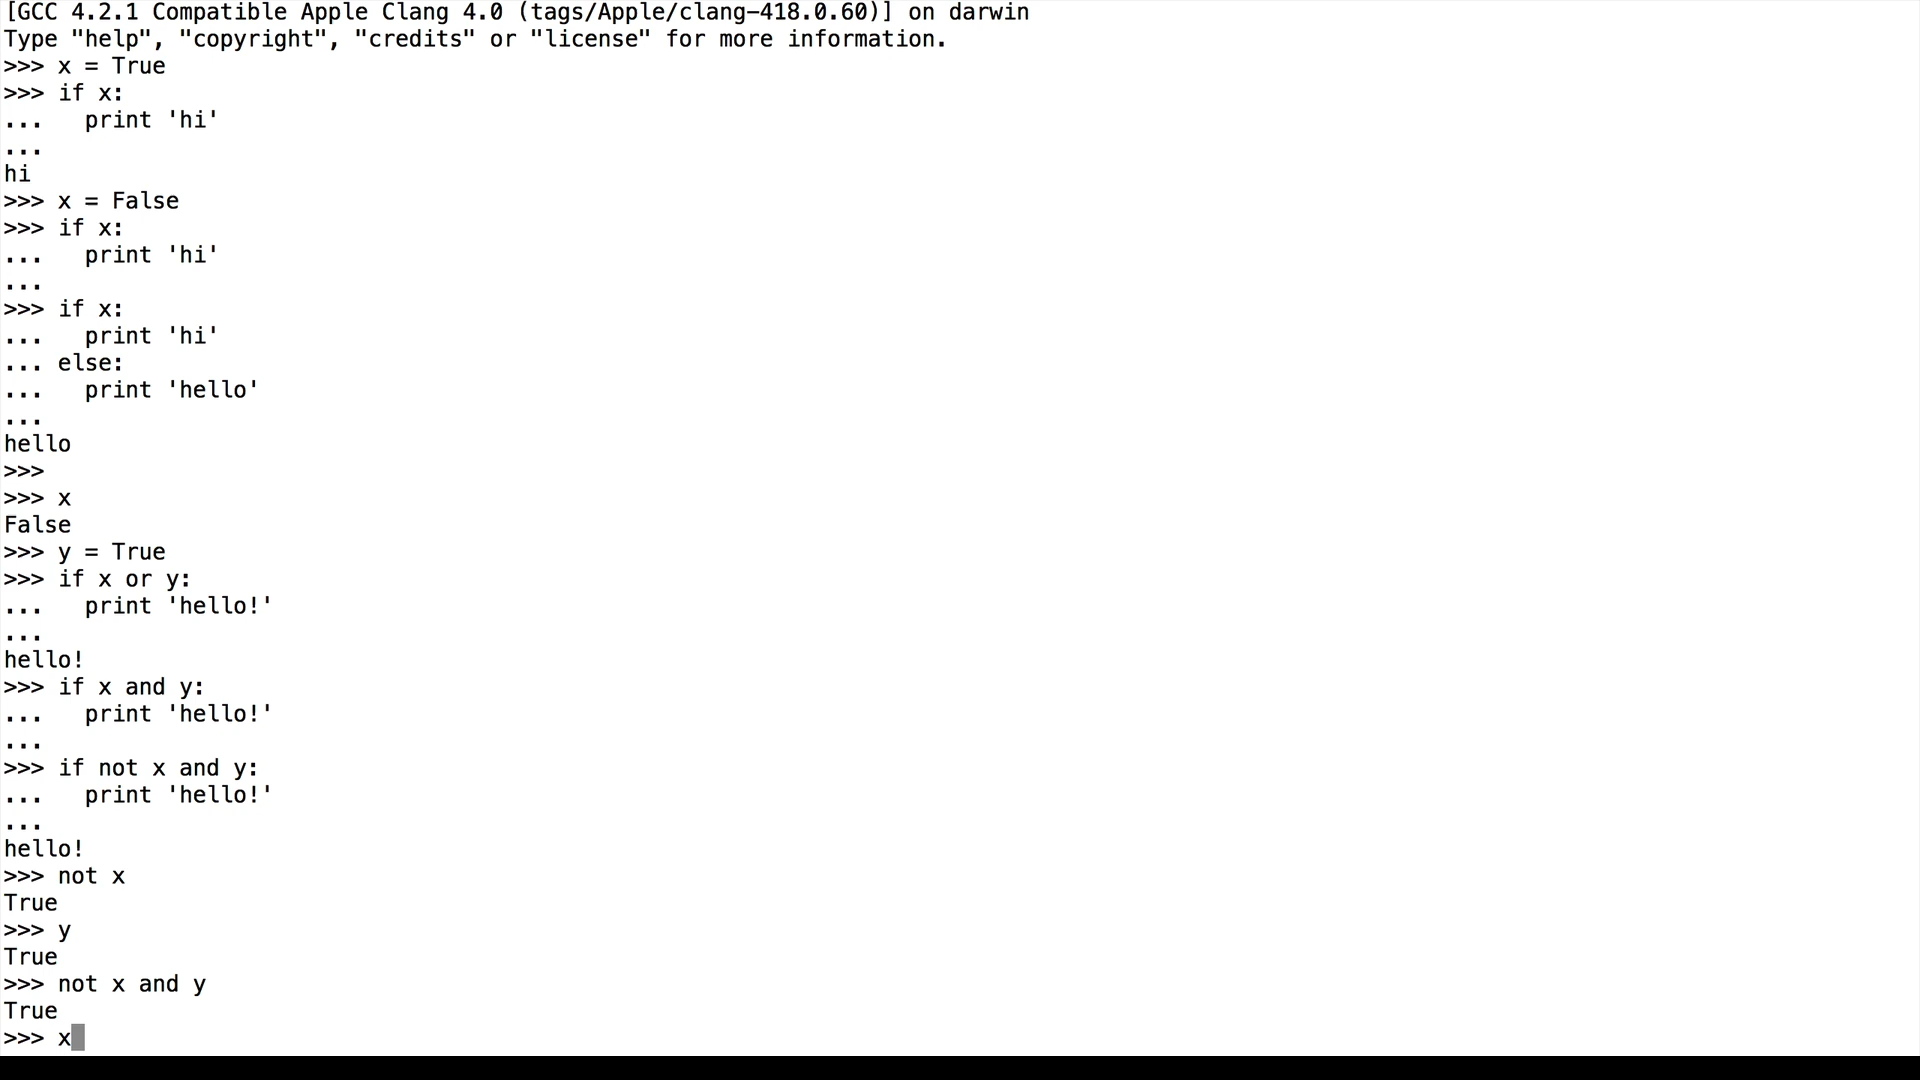 [GCC 4.2.1 Compatible Apple Clang 4.0 (tags/Apple/clang-418.0.60)] on darwin
Type "help", "copyright", "credits" or "license" for more information.
>>> x = True
>>> if x:
...   print 'hi'
...
hi
>>> x = False
>>> if x:
...   print 'hi'
...
>>> if x:
...   print 'hi'
... else:
...   print 'hello'
...
hello
>>>
>>> x
False
>>> y = True
>>> if x or y:
...   print 'hello!'
...
hello!
>>> if x and y:
...   print 'hello!'
...
>>> if not x and y:
...   print 'hello!'
...
hello!
>>> not x
True
>>> y
True
>>> not x and y
True
>>> x